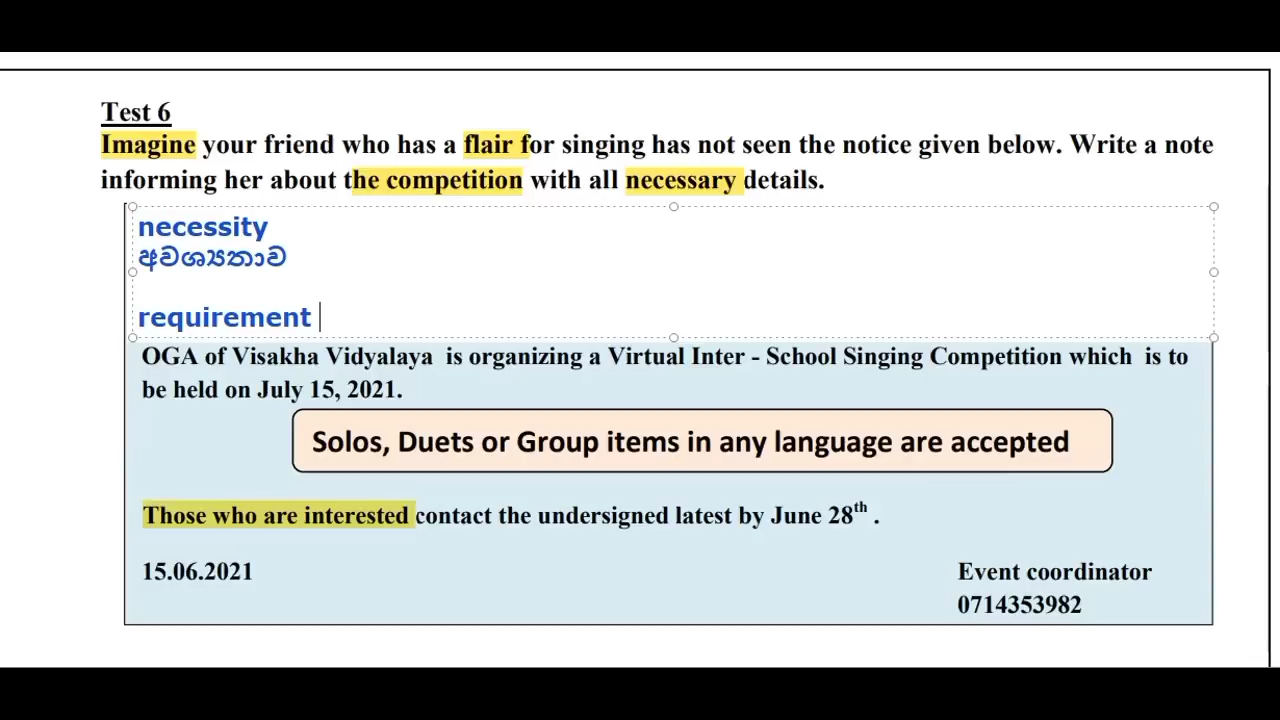 Test 6
Imagine your friend who has a flair for singing has not seen the notice given below. Write a note
informing her about the competition with all necessary details.
necessity
අවශ්‍යතාව
requirement
OGA of Visakha Vidyalaya is organizing a Virtual Inter - School Singing Competition which is to
be held on July 15, 2021.
Solos, Duets or Group items in any language are accepted
Those who are interested contact the undersigned latest by June 28th .
15.06.2021 Event coordinator
0714353982